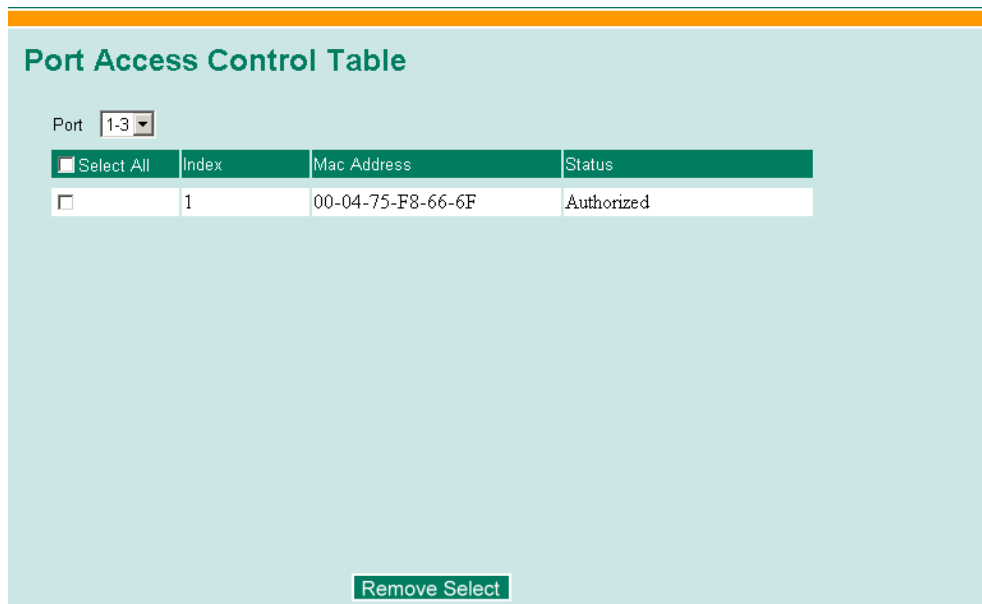 Port Access Control Table
Port 1-3
Select All Index Mac Address Status
1 00-04-75-F8-66-6F Authorized
Remove Select